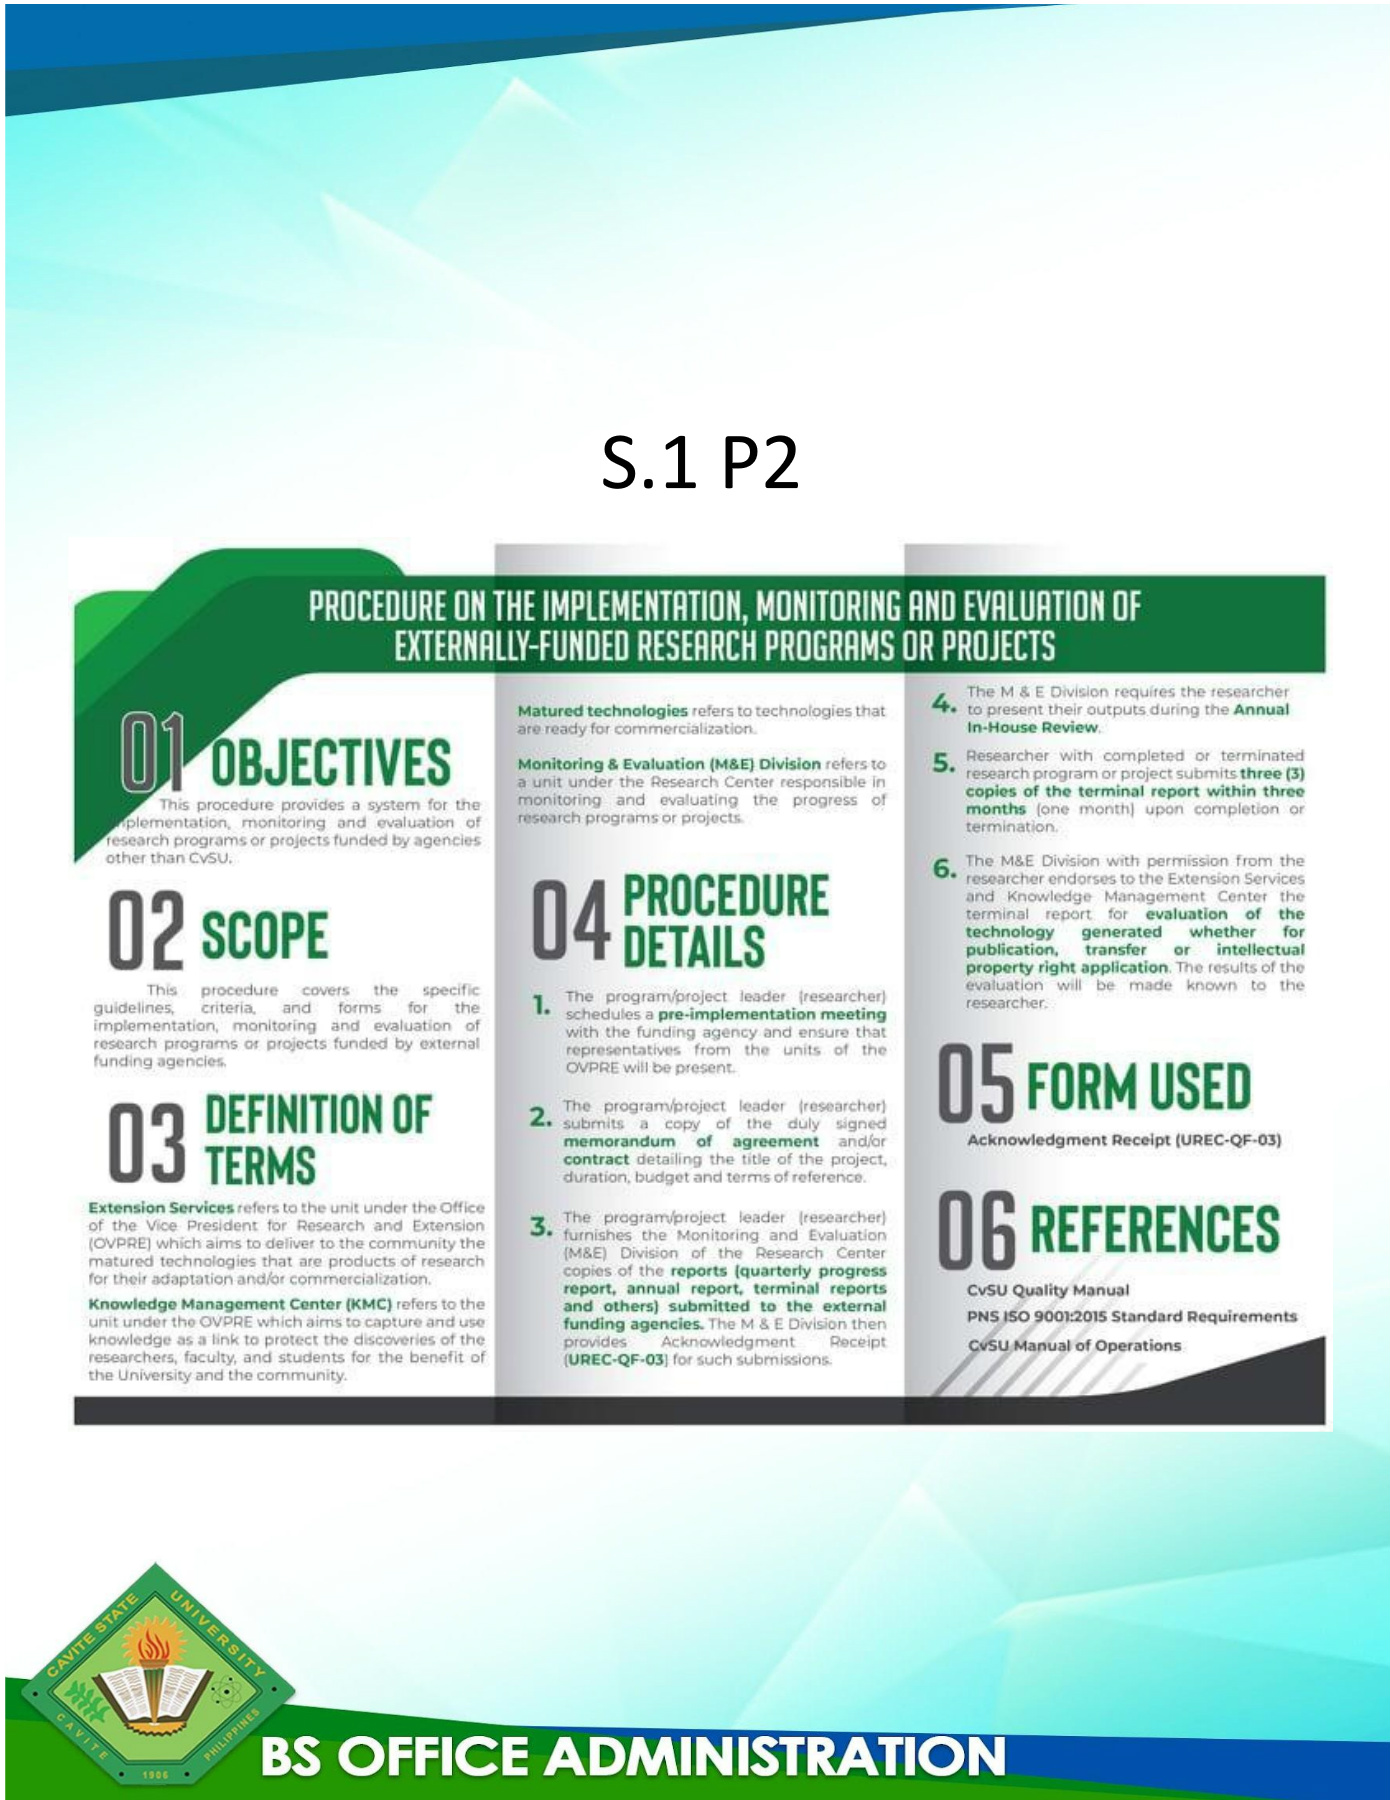 S.1 P2
PROCEDURE ON THE IMPLEMENTATION, MONITORING AND EVALUATION OF
EXTERNALLY-FUNDED RESEARCH PROGRAMS OR PROJECTS
01 OBJECTIVES
This procedure provides a system for the
implementation, monitoring and evaluation of
research programs or projects funded by agencies
other than CvSU.
02 SCOPE
This procedure covers the specific
guidelines, criteria, and forms for the
implementation, monitoring and evaluation of
research programs or projects funded by external
funding agencies.
03 DEFINITION OF
TERMS
Extension Services refers to the unit under the Office
of the Vice President for Research and Extension
(OVPRE) which aims to deliver to the community the
matured technologies that are products of research
for their adaptation and/or commercialization.
Knowledge Management Center (KMC) refers to the
unit under the OVPRE which aims to capture and use
knowledge as a link to protect the discoveries of the
researchers, faculty, and students for the benefit of
the University and the community.
Matured technologies refers to technologies that
are ready for commercialization.
Monitoring & Evaluation (M&E) Division refers to
a unit under the Research Center responsible in
monitoring and evaluating the progress of
research programs or projects.
04 PROCEDURE
DETAILS
1. The program/project leader (researcher)
schedules a pre-implementation meeting
with the funding agency and ensure that
representatives from the units of the
OVPRE will be present.
2. The program/project leader (researcher)
submits a copy of the duly signed
memorandum of agreement and/or
contract detailing the title of the project,
duration, budget and terms of reference.
3. The program/project leader (researcher)
furnishes the Monitoring and Evaluation
(M&E) Division of the Research Center
copies of the reports (quarterly progress
report, annual report, terminal reports
and others) submitted to the external
funding agencies. The M & E Division then
provides Acknowledgment Receipt
(UREC-QF-03) for such submissions.
4. The M & E Division requires the researcher
to present their outputs during the Annual
In-House Review.
5. Researcher with completed or terminated
research program or project submits three (3)
copies of the terminal report within three
months (one month) upon completion or
termination.
6. The M&E Division with permission from the
researcher endorses to the Extension Services
and Knowledge Management Center the
terminal report for evaluation of the
technology generated whether for
publication, transfer or intellectual
property right application. The results of the
evaluation will be made known to the
researcher.
05 FORM USED
Acknowledgment Receipt (UREC-QF-03)
06 REFERENCES
CvSU Quality Manual
PNS ISO 9001:2015 Standard Requirements
CvSU Manual of Operations
CAVITE STATE UNIVERSITY
CAVITE 1906 PHILIPPINES
BS OFFICE ADMINISTRATION